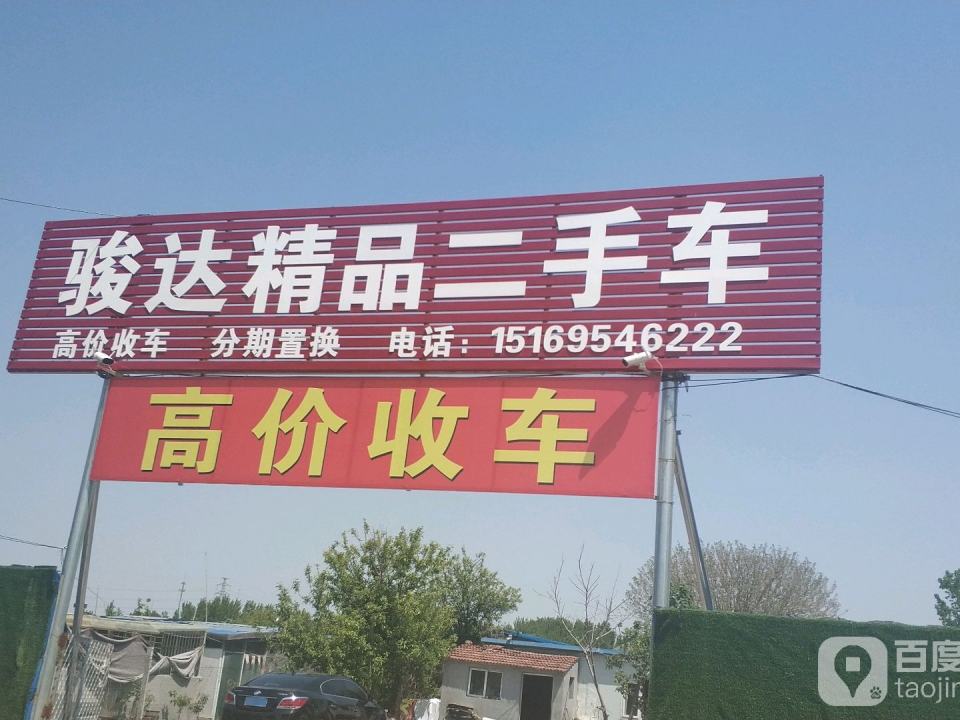 骏达精品二手车
高价收车 分期置换 电话：15169546222
高价收车
百度
taojin